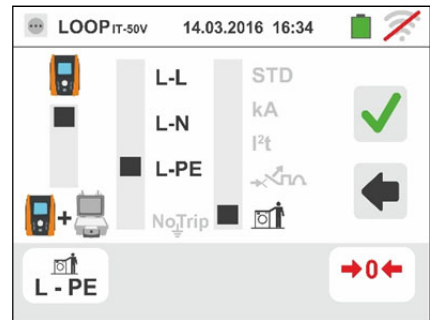 LOOP IT-50V 14.03.2016 16:34
L-L STD
L-N kA
I²t
L-PE
NoTrip
L - PE
→0←